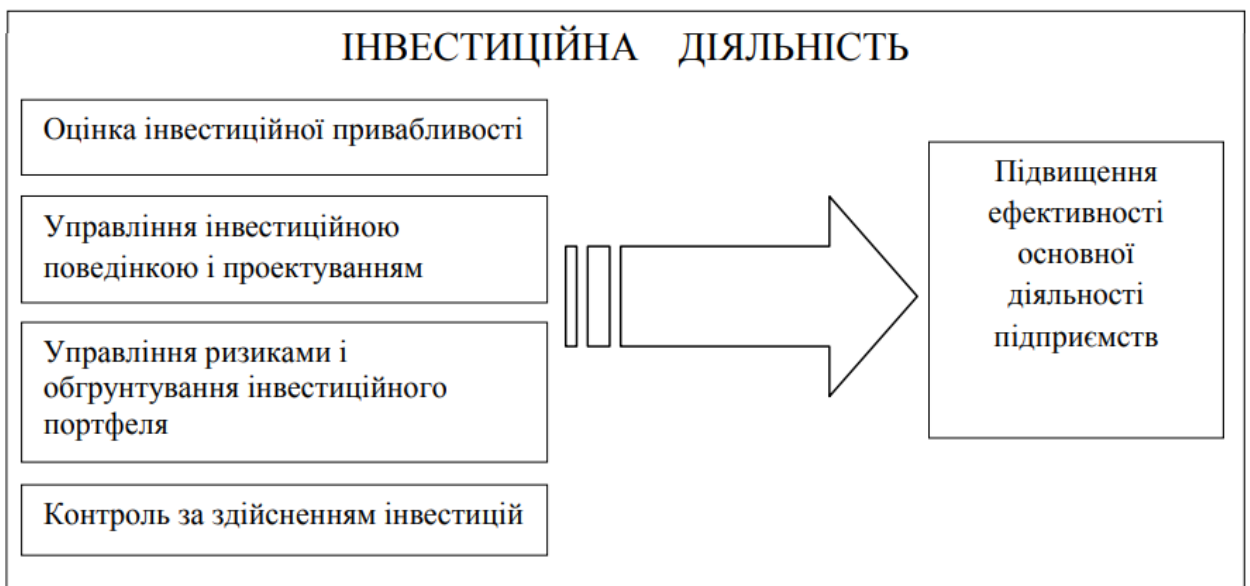 ІНВЕСТИЦІЙНА ДІЯЛЬНІСТЬ
Оцінка інвестиційної привабливості
Управління інвестиційною
поведінкою і проектуванням
Управління ризиками і
обгрунтування інвестиційного
портфеля
Контроль за здійсненням інвестицій
Підвищення
ефективності
основної
діяльності
підприємств